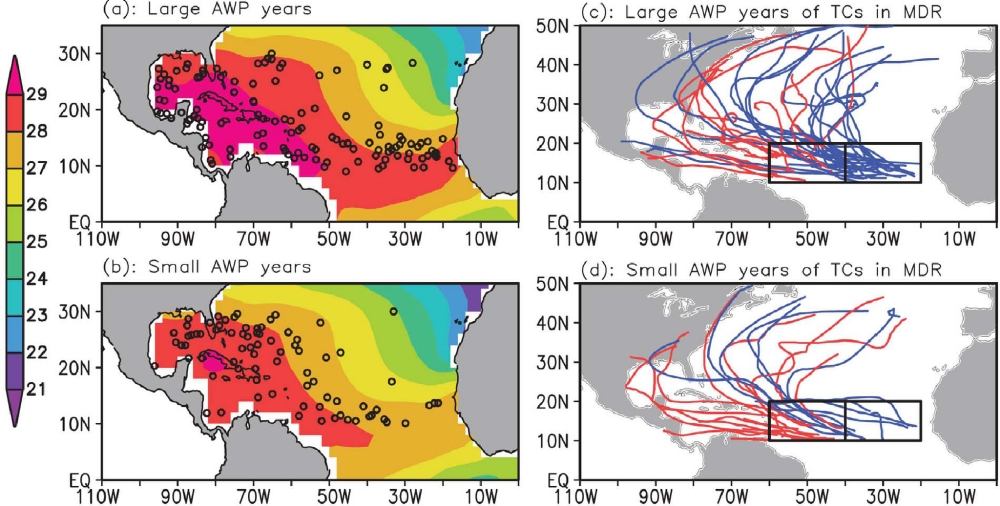 (a): Large AWP years
30N
20N
10N
EQ
110W 90W 70W 50W 30W 10W
(c): Large AWP years of TCs in MDR
50N
40N
30N
20N
10N
EQ
110W 90W 70W 50W 30W 10W
29
28
27
26
25
24
23
22
21
(b): Small AWP years
30N
20N
10N
EQ
110W 90W 70W 50W 30W 10W
(d): Small AWP years of TCs in MDR
50N
40N
30N
20N
10N
EQ
110W 90W 70W 50W 30W 10W